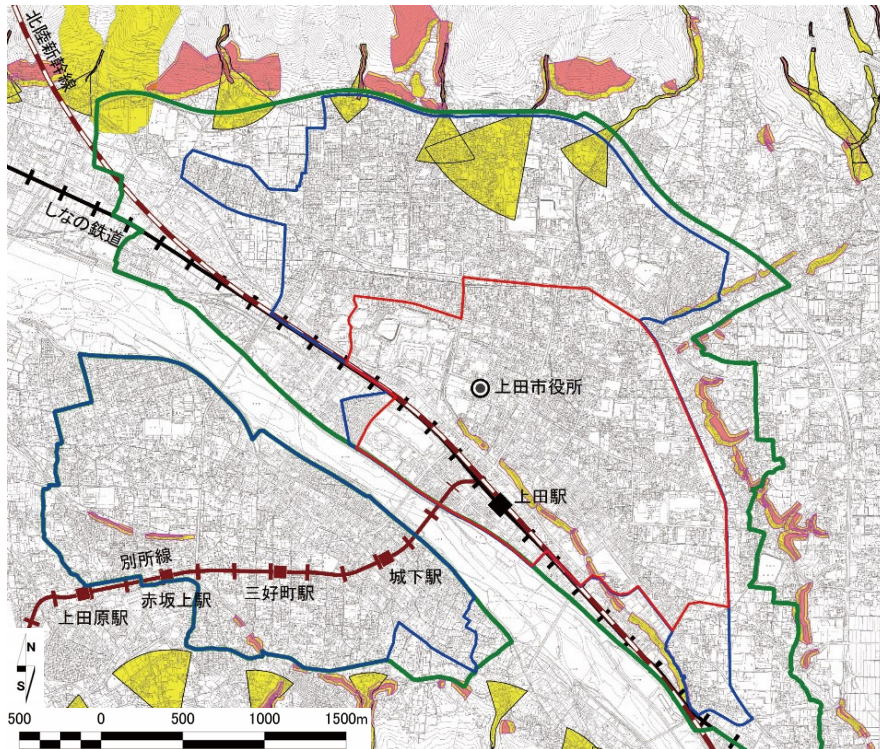 北陸新幹線
しなの鉄道
上田市役所
上田駅
別所線
城下駅
三好町駅
赤坂上駅
上田原駅
N
S
500 0 500 1000 1500m